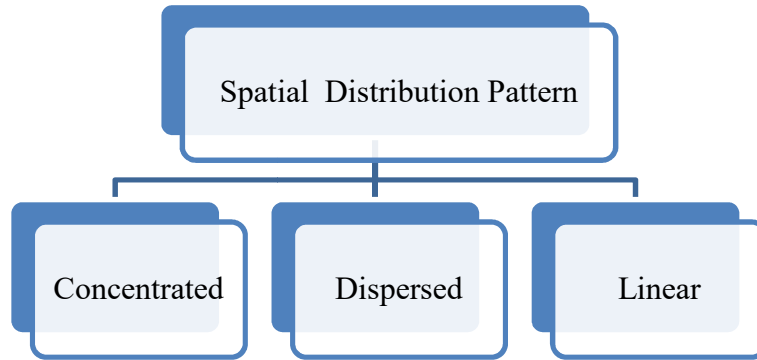 Spatial Distribution Pattern
Concentrated
Dispersed
Linear